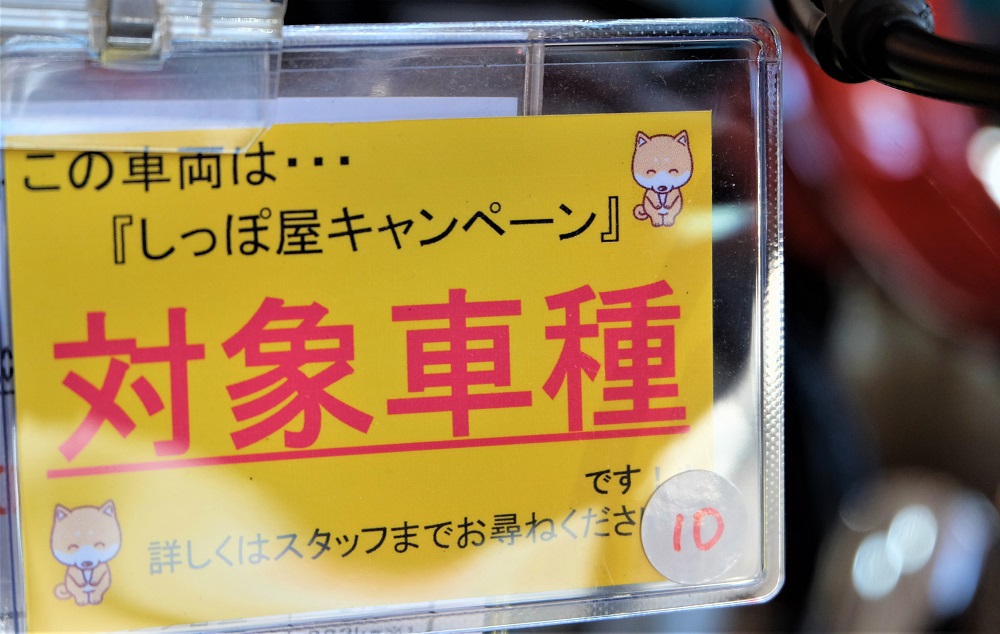 この車両は・・・
『しっぽ屋キャンペーン』
対象車種
です！
詳しくはスタッフまでお尋ねくださ
10